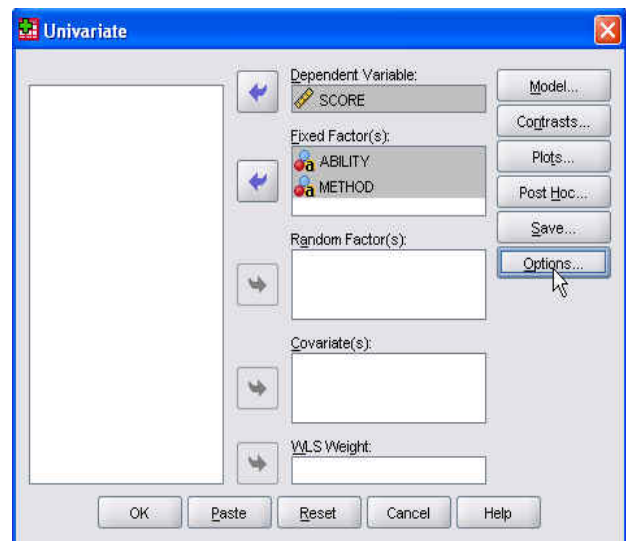 Univariate
Dependent Variable:
SCORE
Fixed Factor(s):
ABILITY
METHOD
Random Factor(s):
Covariate(s):
WLS Weight:
Model...
Contrasts...
Plots...
Post Hoc...
Save...
Options...
OK
Paste
Reset
Cancel
Help